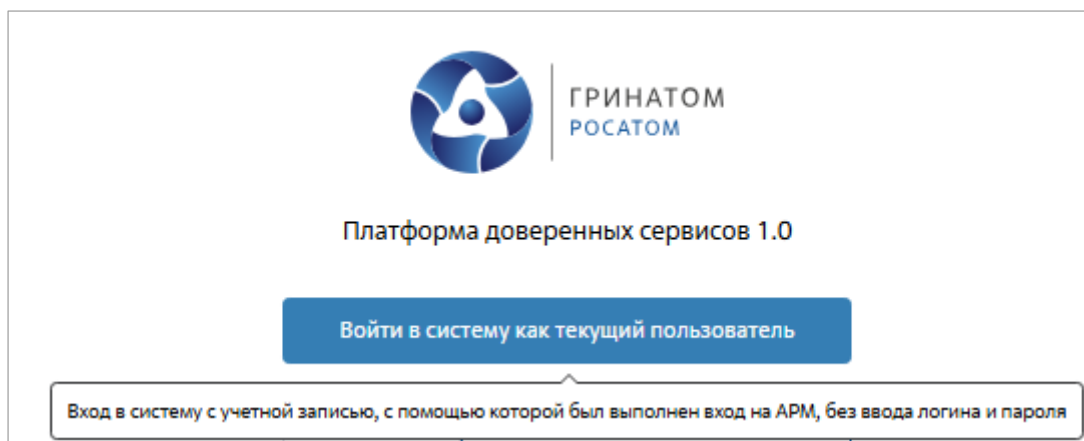 ГРИНАТОМ
РОСАТОМ
Платформа доверенных сервисов 1.0
Войти в систему как текущий пользователь
Вход в систему с учетной записью, с помощью которой был выполнен вход на АРМ, без ввода логина и пароля